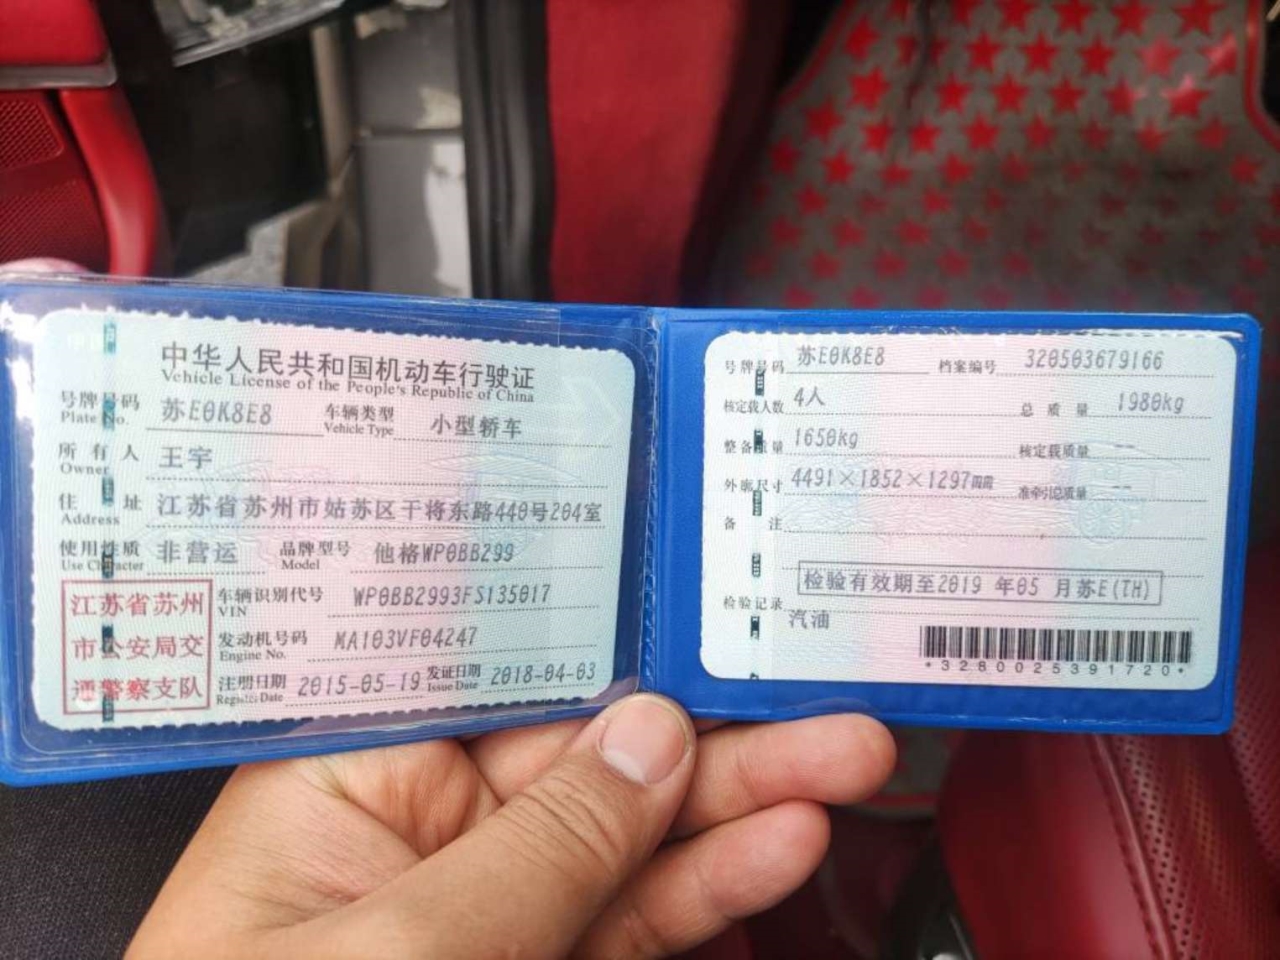 中华人民共和国机动车行驶证
Vehicle License of the People's Republic of China
号牌号码 苏E0K8E8 车辆类型 小型轿车
Plate No. Vehicle Type
所有人 王宇
Owner
住址 江苏省苏州市姑苏区干将东路440号204室
Address
使用性质 非营运 品牌型号 他格WP0BB299
Use Character Model
江苏省苏州
市公安局交
通警察支队
车辆识别代号 WP0BB2993FS135017
VIN
发动机号码 MA103VF04247
Engine No.
注册日期 2015-05-19 发证日期 2018-04-03
Register Date Issue Date
号牌号码 苏E0K8E8 档案编号 320503679166
核定载人数 4人 总质量 1980kg
整备质量 1650kg 核定载质量 --
外廓尺寸 4491×1852×1297mm 准牵引总质量 --
备注
检验有效期至2019年05月苏E(TH)
检验记录
汽油
*3280025391720*